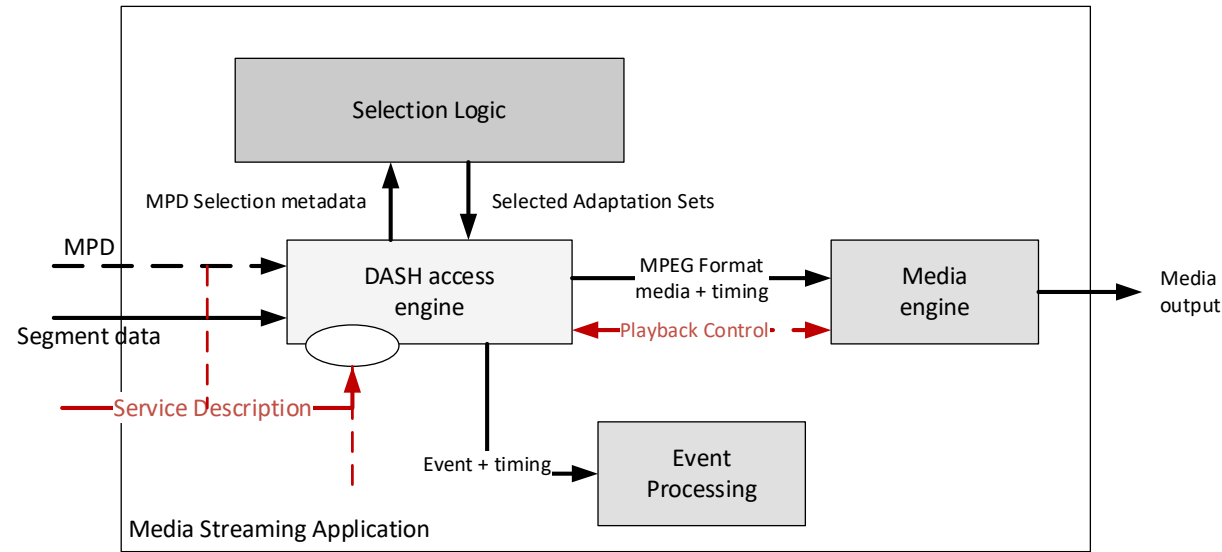 Selection Logic
MPD Selection metadata
Selected Adaptation Sets
MPD
DASH access
engine
MPEG Format
media + timing
Media
engine
Media
output
Segment data
Playback Control
Service Description
Event + timing
Event
Processing
Media Streaming Application